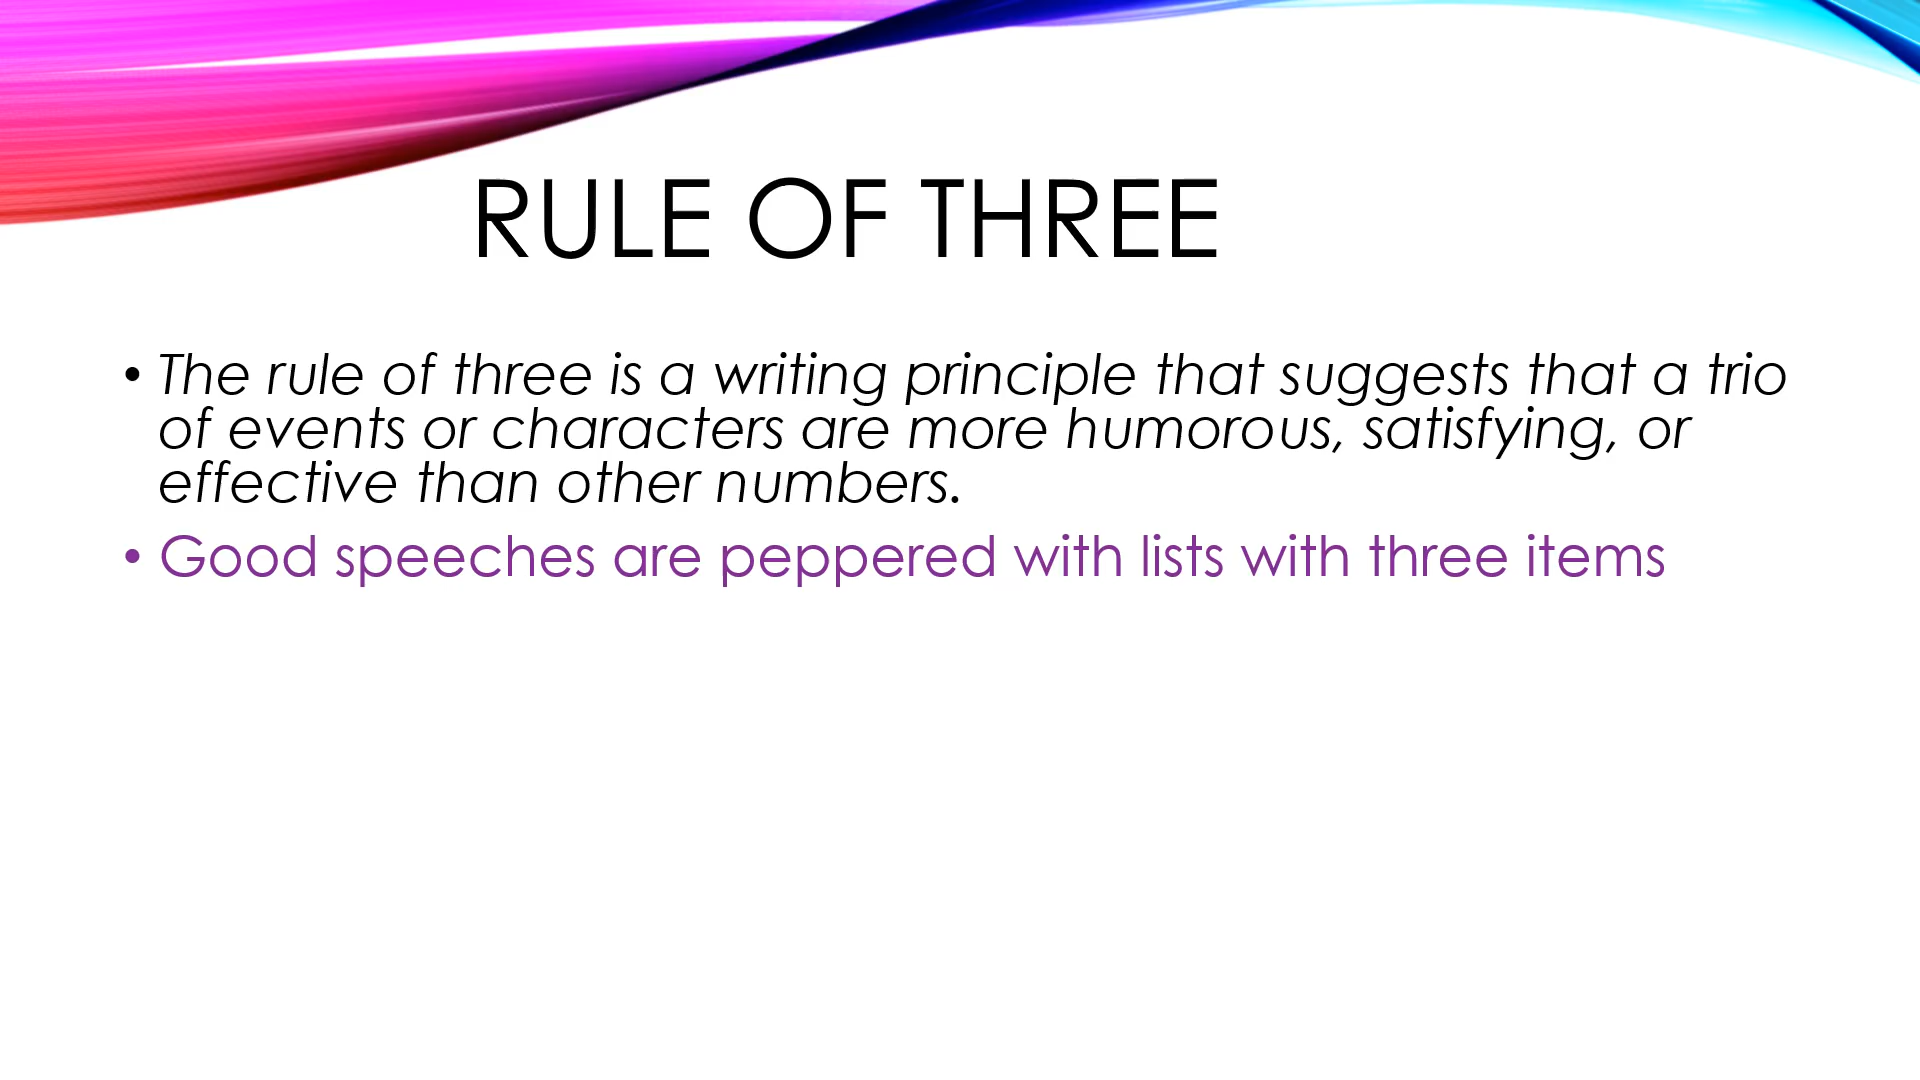 RULE OF THREE
• The rule of three is a writing principle that suggests that a trio
of events or characters are more humorous, satisfying, or
effective than other numbers.
• Good speeches are peppered with lists with three items